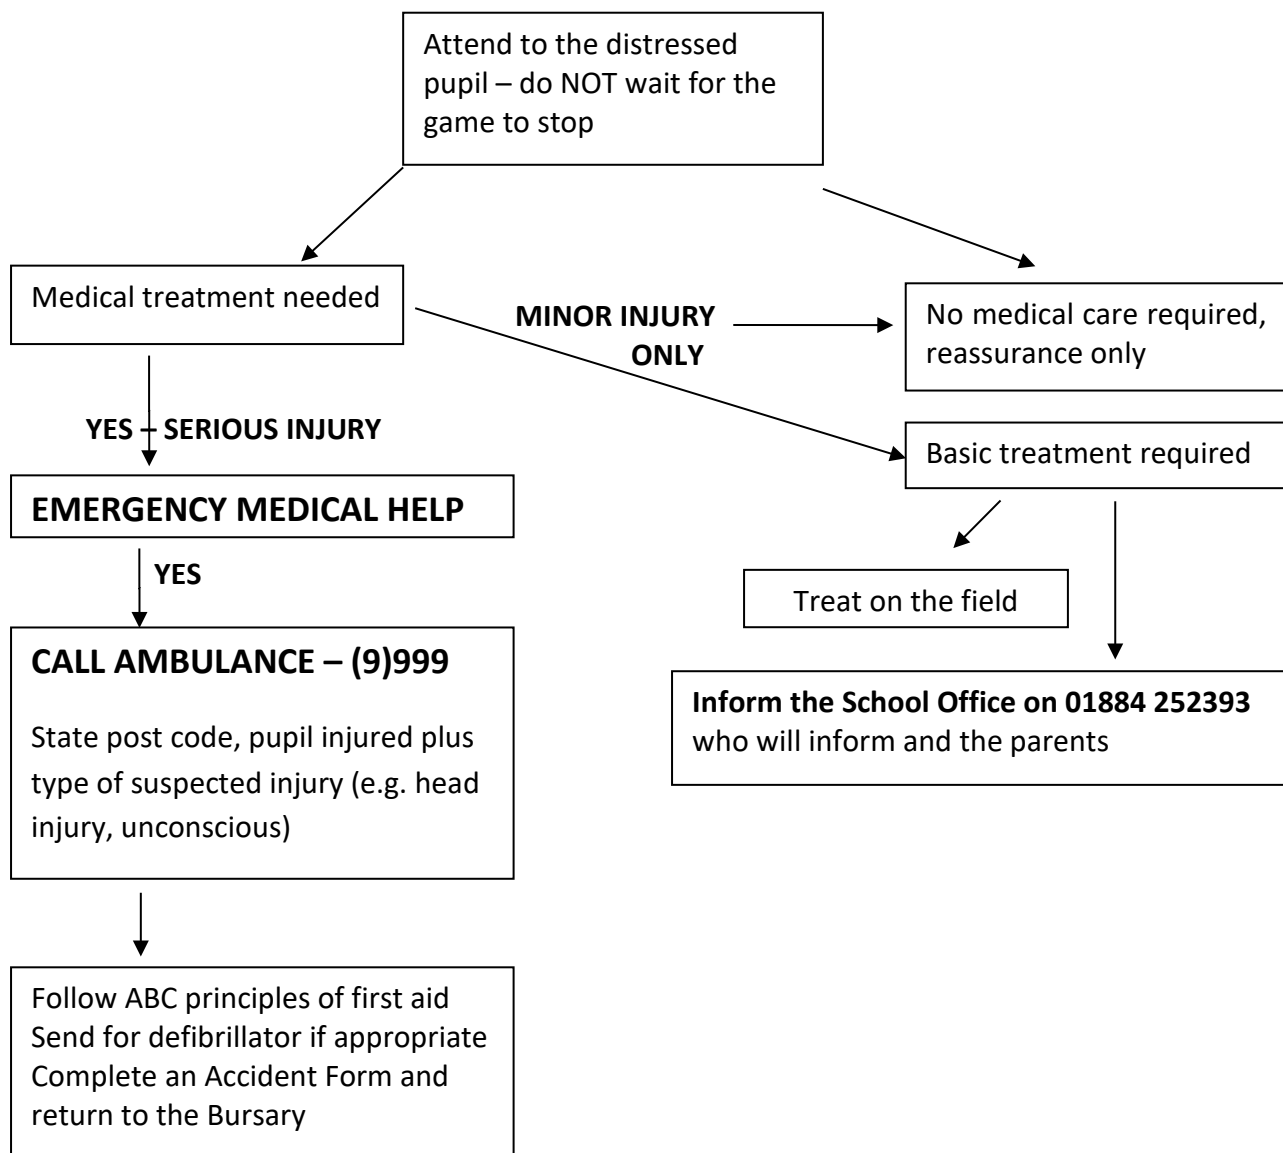 Attend to the distressed
pupil – do NOT wait for the
game to stop
Medical treatment needed
MINOR INJURY
ONLY
No medical care required,
reassurance only
YES – SERIOUS INJURY
Basic treatment required
EMERGENCY MEDICAL HELP
YES
Treat on the field
CALL AMBULANCE – (9)999
State post code, pupil injured plus
type of suspected injury (e.g. head
injury, unconscious)
Inform the School Office on 01884 252393
who will inform and the parents
Follow ABC principles of first aid
Send for defibrillator if appropriate
Complete an Accident Form and
return to the Bursary